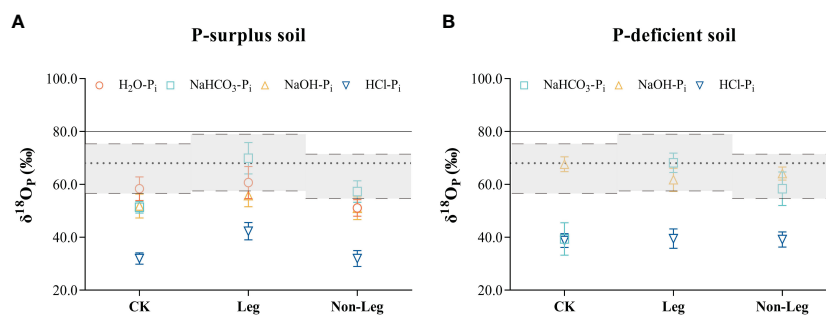 A
P-surplus soil
100.0
H₂O-Pᵢ NaHCO₃-Pᵢ NaOH-Pᵢ HCl-Pᵢ
80.0
60.0
40.0
20.0
δ¹⁸Oₚ (‰)
CK Leg Non-Leg
B
P-deficient soil
100.0
NaHCO₃-Pᵢ NaOH-Pᵢ HCl-Pᵢ
80.0
60.0
40.0
20.0
δ¹⁸Oₚ (‰)
CK Leg Non-Leg